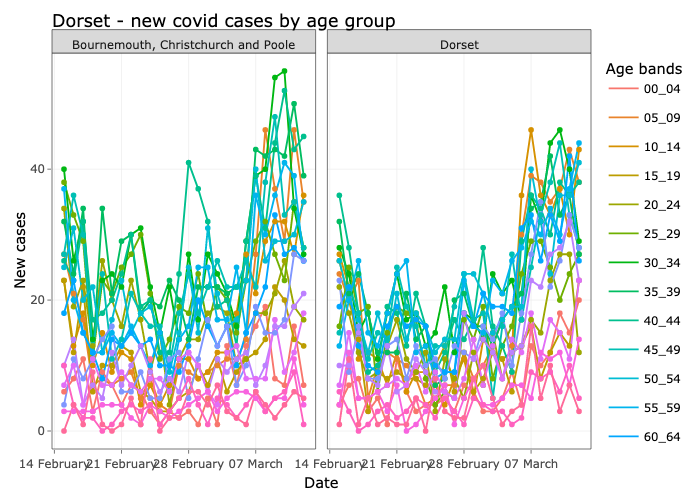 Dorset - new covid cases by age group
Bournemouth, Christchurch and Poole
Dorset
New cases
40
20
0
14 February
21 February
28 February
07 March
14 February
21 February
28 February
07 March
Date
Age bands
00_04
05_09
10_14
15_19
20_24
25_29
30_34
35_39
40_44
45_49
50_54
55_59
60_64